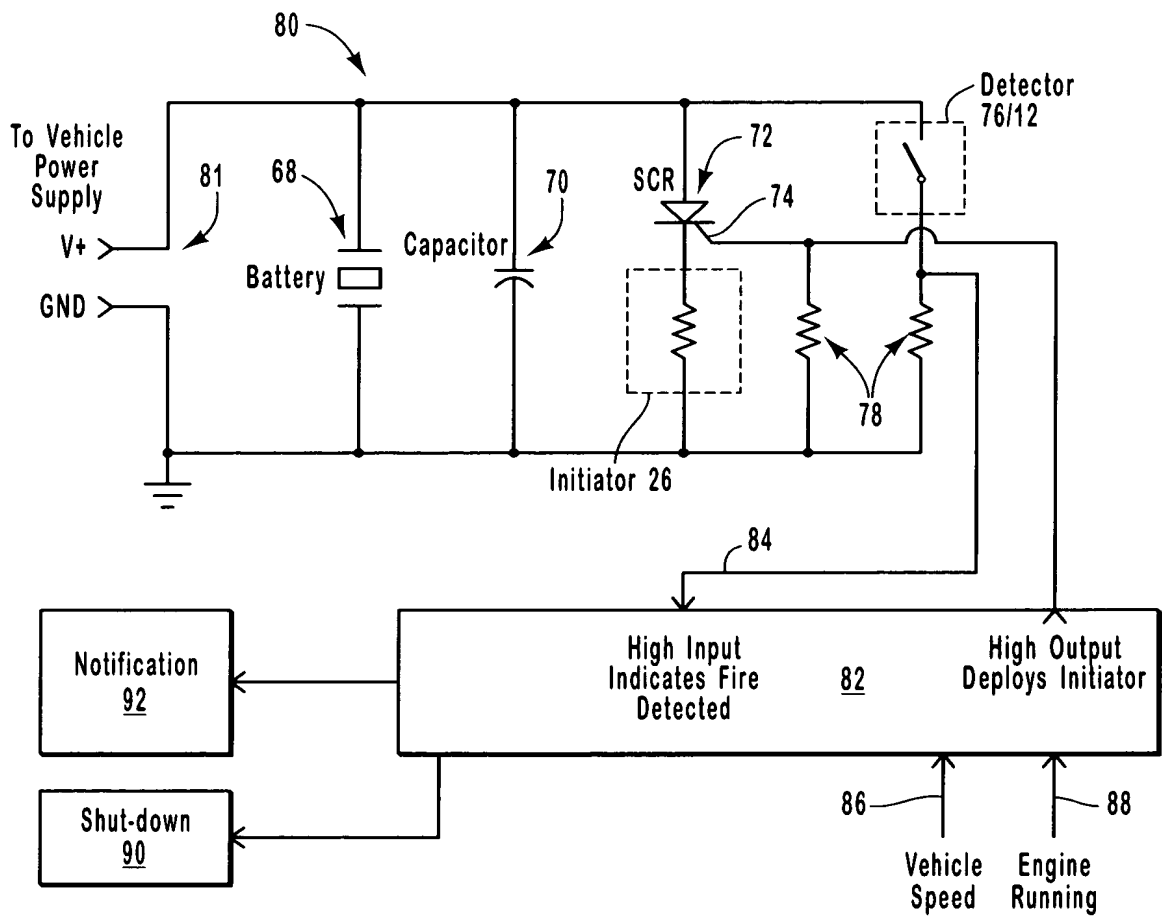 80
To Vehicle
Power
Supply
81
V+
GND
68
Battery
Capacitor
70
SCR
72
74
Detector
76/12
78
Initiator 26
84
Notification
92
High Input
Indicates Fire
Detected
82
High Output
Deploys Initiator
Shut-down
90
86
88
Vehicle
Speed
Engine
Running